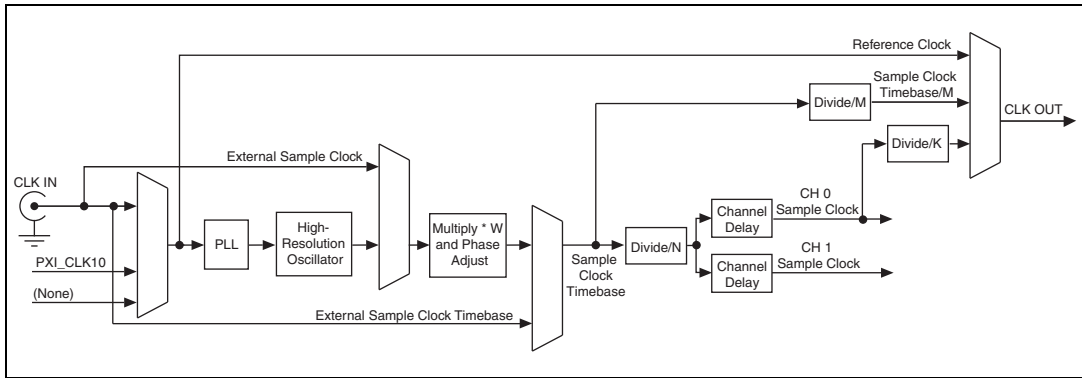 Reference Clock
Sample Clock
Timebase/M
Divide/M
CLK OUT
Divide/K
External Sample Clock
CLK IN
CH 0
Sample Clock
Channel
Delay
PLL
High-
Resolution
Oscillator
Multiply * W
and Phase
Adjust
Divide/N
CH 1
Sample Clock
Channel
Delay
Sample
Clock
Timebase
PXI_CLK10
(None)
External Sample Clock Timebase